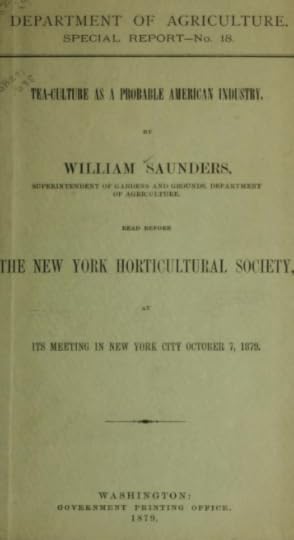 DEPARTMENT OF AGRICULTURE.
SPECIAL REPORT—No. 18.
TEA-CULTURE AS A PROBABLE AMERICAN INDUSTRY.
BY
WILLIAM SAUNDERS,
SUPERINTENDENT OF GARDENS AND GROUNDS, DEPARTMENT
OF AGRICULTURE.
READ BEFORE
THE NEW YORK HORTICULTURAL SOCIETY,
AT
ITS MEETING IN NEW YORK CITY OCTOBER 7, 1879.
WASHINGTON:
GOVERNMENT PRINTING OFFICE.
1879.